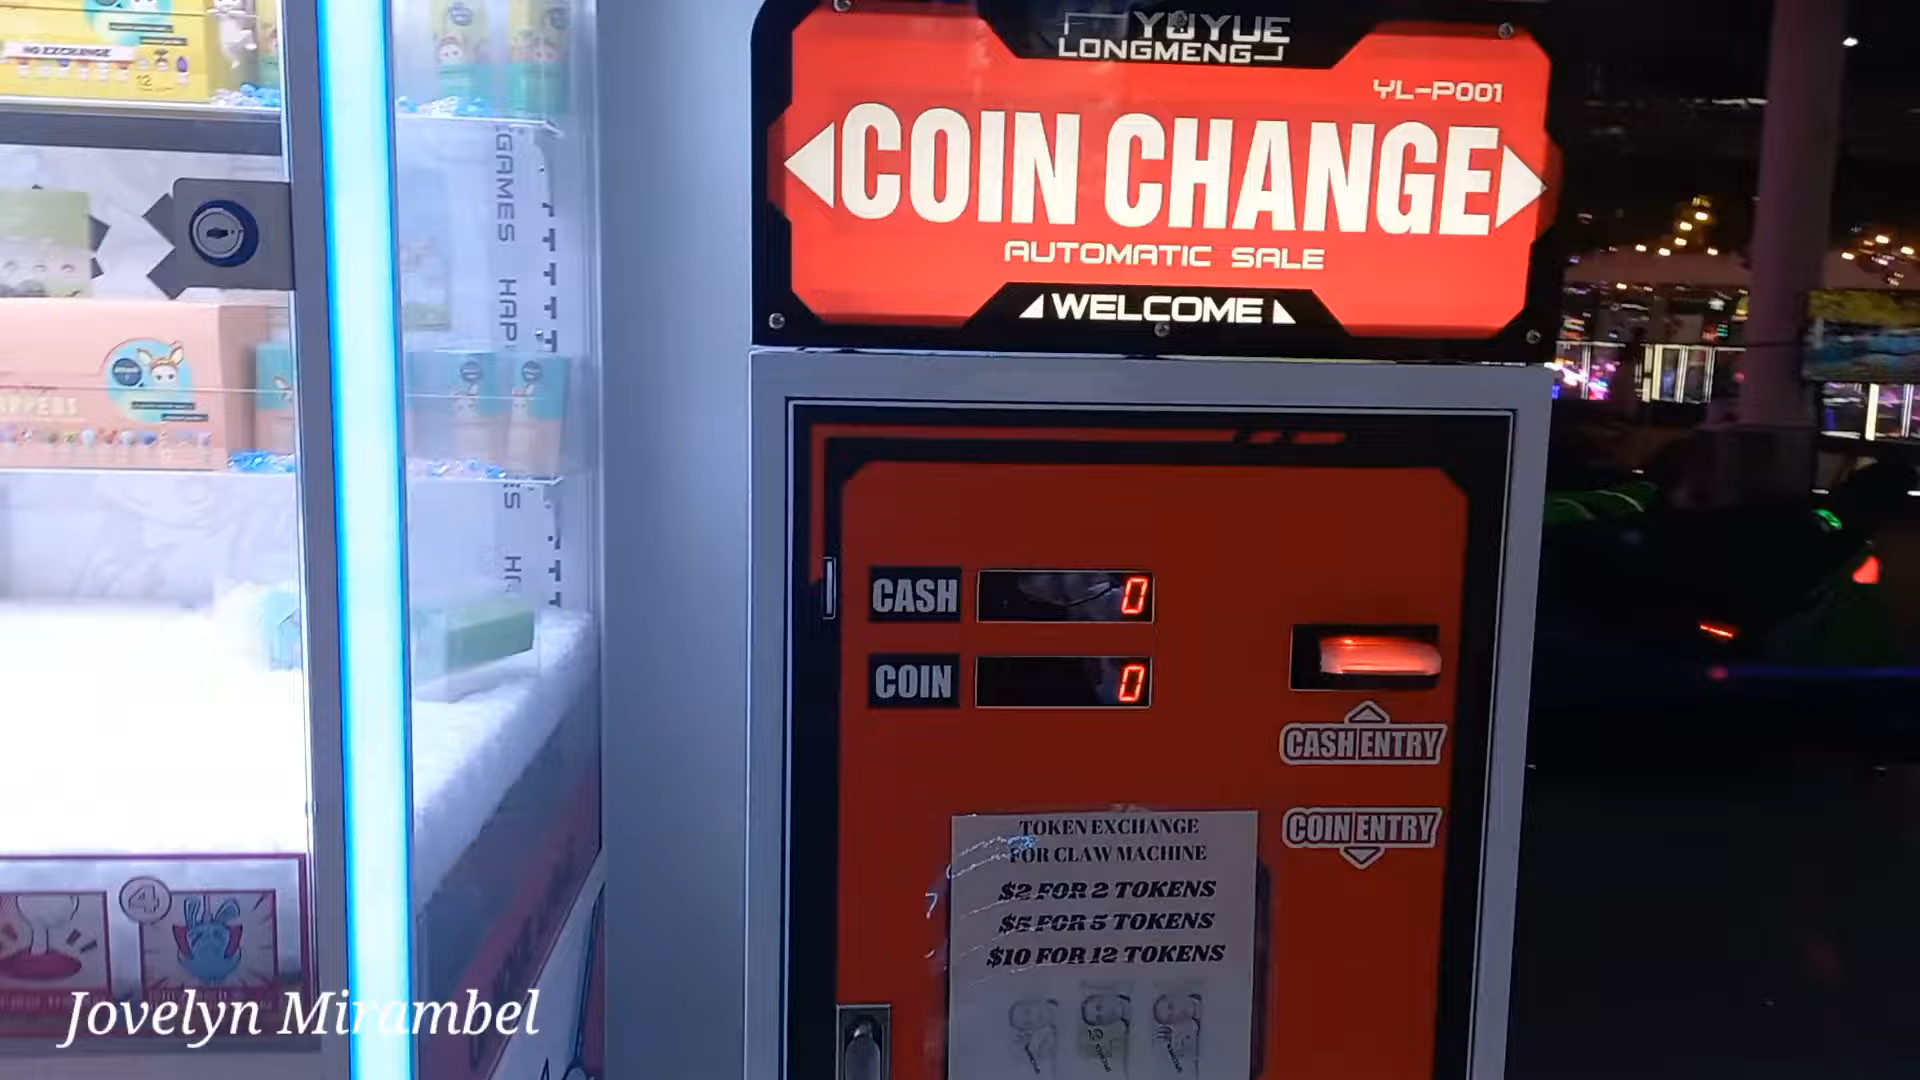 NO EXCHANGE
12
GAMES HAP
YUYUE
LONGMENG
YL-P001
COIN CHANGE
AUTOMATIC SALE
WELCOME
CASH 0
COIN 0
CASH ENTRY
COIN ENTRY
TOKEN EXCHANGE
FOR CLAW MACHINE
$2 FOR 2 TOKENS
$5 FOR 5 TOKENS
$10 FOR 12 TOKENS
4
Jovelyn Mirambel